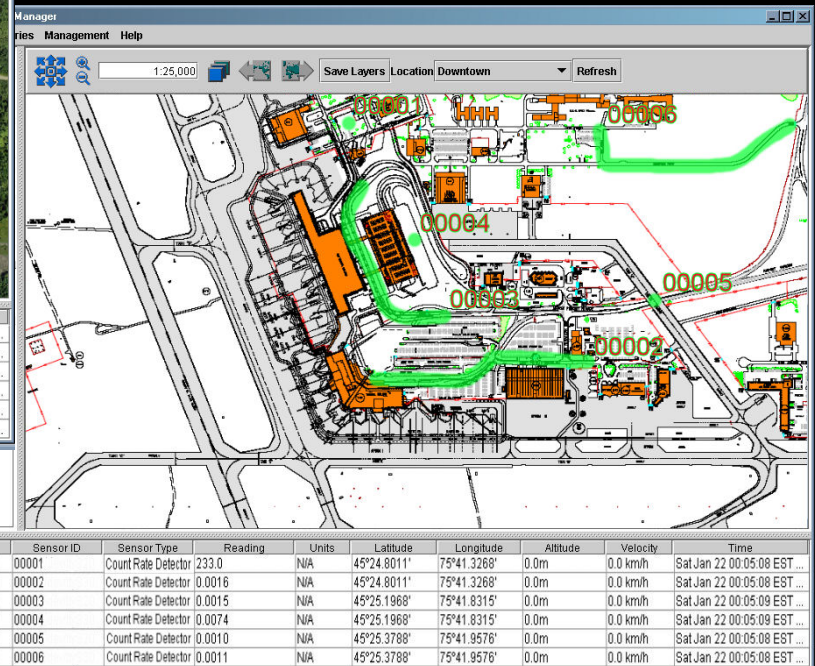 Manager
ries Management Help
1:25,000 Save Layers Location Downtown Refresh
00001
00006
00004
00005
00003
00002
Sensor ID Sensor Type Reading Units Latitude Longitude Altitude Velocity Time
00001 Count Rate Detector 233.0 N/A 45°24.8011' 75°41.3268' 0.0m 0.0 km/h Sat Jan 22 00:05:08 EST ...
00002 Count Rate Detector 0.0016 N/A 45°24.8011' 75°41.3268' 0.0m 0.0 km/h Sat Jan 22 00:05:08 EST ...
00003 Count Rate Detector 0.0015 N/A 45°25.1968' 75°41.8315' 0.0m 0.0 km/h Sat Jan 22 00:05:09 EST ...
00004 Count Rate Detector 0.0074 N/A 45°25.1968' 75°41.8315' 0.0m 0.0 km/h Sat Jan 22 00:05:09 EST ...
00005 Count Rate Detector 0.0010 N/A 45°25.3788' 75°41.9576' 0.0m 0.0 km/h Sat Jan 22 00:05:08 EST ...
00006 Count Rate Detector 0.0011 N/A 45°25.3788' 75°41.9576' 0.0m 0.0 km/h Sat Jan 22 00:05:08 EST ...